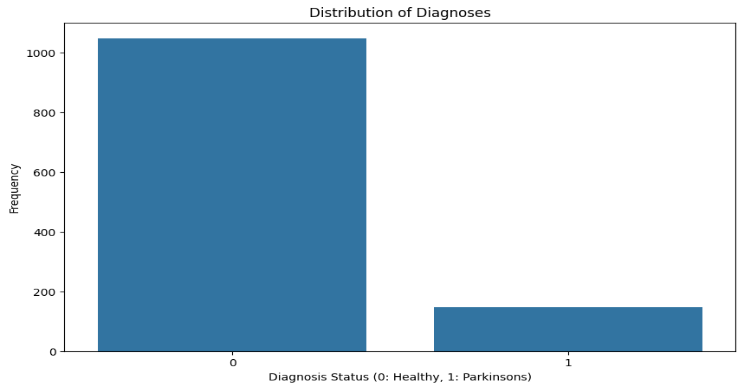 Distribution of Diagnoses
1000
800
600
400
200
0
Frequency
0 1
Diagnosis Status (0: Healthy, 1: Parkinsons)